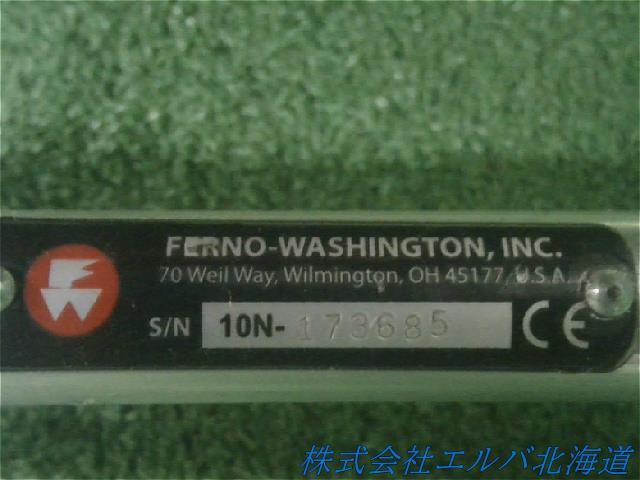 FERNO-WASHINGTON, INC.
70 Weil Way, Wilmington, OH 45177, U.S.A.
S/N 10N-173685 CE
FW
株式会社エルバ北海道